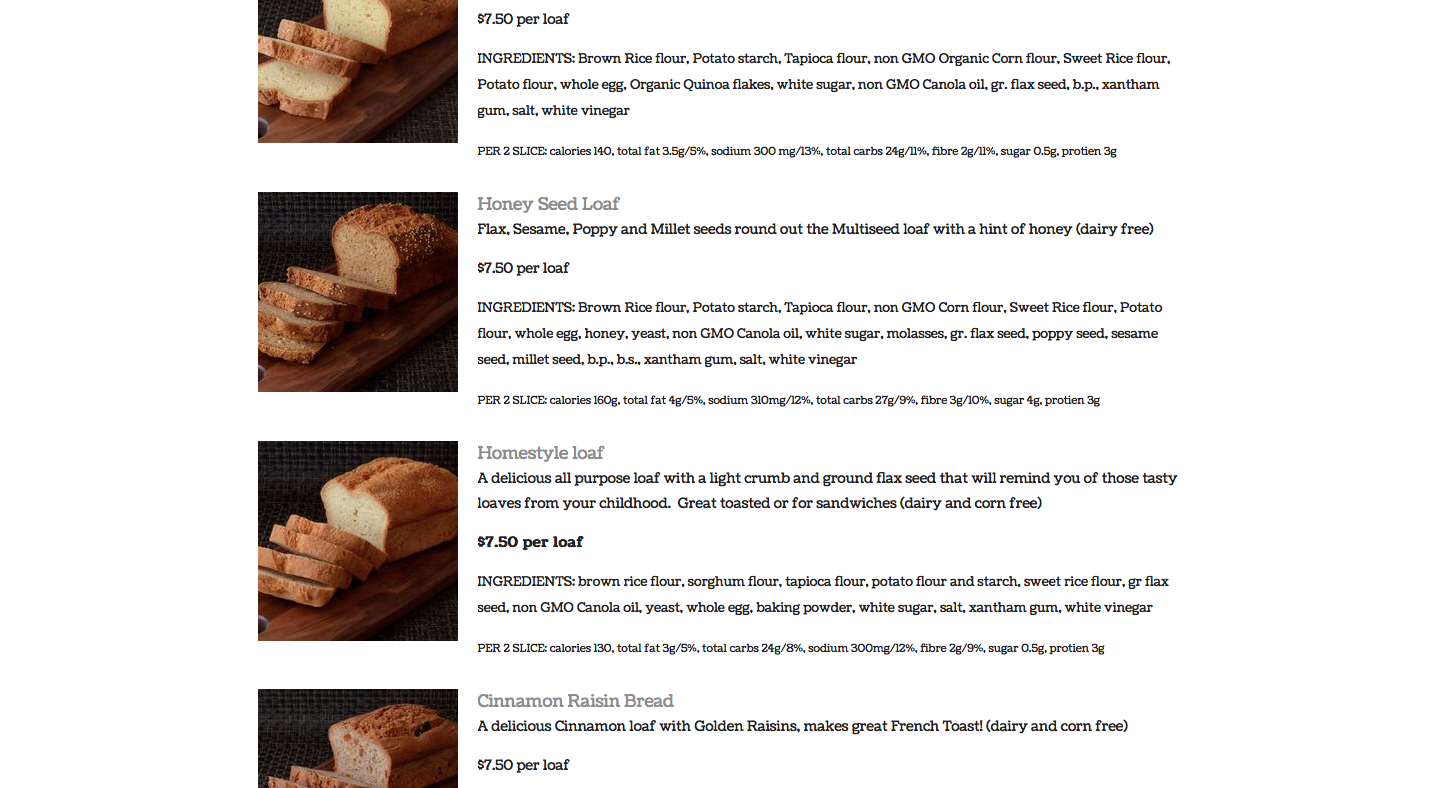 $7.50 per loaf
INGREDIENTS: Brown Rice flour, Potato starch, Tapioca flour, non GMO Organic Corn flour, Sweet Rice flour,
Potato flour, whole egg, Organic Quinoa flakes, white sugar, non GMO Canola oil, gr. flax seed, b.p., xantham
gum, salt, white vinegar
PER 2 SLICE: calories 140, total fat 3.5g/5%, sodium 300 mg/13%, total carbs 24g/11%, fibre 2g/11%, sugar 0.5g, protien 3g
Honey Seed Loaf
Flax, Sesame, Poppy and Millet seeds round out the Multiseed loaf with a hint of honey (dairy free)
$7.50 per loaf
INGREDIENTS: Brown Rice flour, Potato starch, Tapioca flour, non GMO Corn flour, Sweet Rice flour, Potato
flour, whole egg, honey, yeast, non GMO Canola oil, white sugar, molasses, gr. flax seed, poppy seed, sesame
seed, millet seed, b.p., b.s., xantham gum, salt, white vinegar
PER 2 SLICE: calories 160g, total fat 4g/5%, sodium 310mg/12%, total carbs 27g/9%, fibre 3g/10%, sugar 4g, protien 3g
Homestyle loaf
A delicious all purpose loaf with a light crumb and ground flax seed that will remind you of those tasty
loaves from your childhood.  Great toasted or for sandwiches (dairy and corn free)
$7.50 per loaf
INGREDIENTS: brown rice flour, sorghum flour, tapioca flour, potato flour and starch, sweet rice flour, gr flax
seed, non GMO Canola oil, yeast, whole egg, baking powder, white sugar, salt, xantham gum, white vinegar
PER 2 SLICE: calories 130, total fat 3g/5%, total carbs 24g/8%, sodium 300mg/12%, fibre 2g/9%, sugar 0.5g, protien 3g
Cinnamon Raisin Bread
A delicious Cinnamon loaf with Golden Raisins, makes great French Toast! (dairy and corn free)
$7.50 per loaf